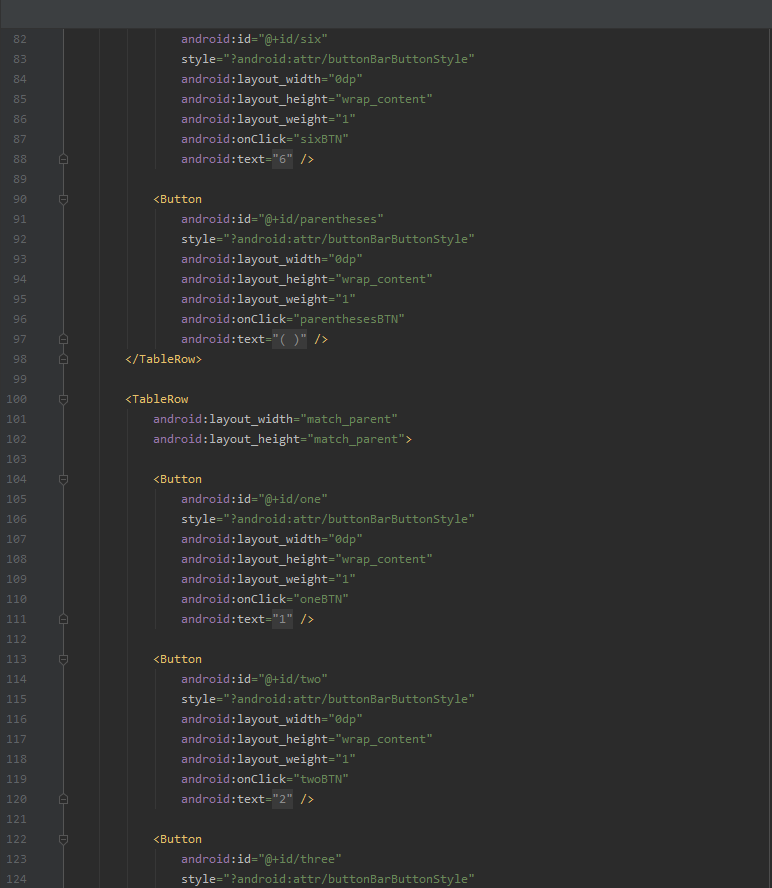 82 android:id="@+id/six"
83 style="?android:attr/buttonBarButtonStyle"
84 android:layout_width="0dp"
85 android:layout_height="wrap_content"
86 android:layout_weight="1"
87 android:onClick="sixBTN"
88 android:text="6" />
89
90 <Button
91 android:id="@+id/parentheses"
92 style="?android:attr/buttonBarButtonStyle"
93 android:layout_width="0dp"
94 android:layout_height="wrap_content"
95 android:layout_weight="1"
96 android:onClick="parenthesesBTN"
97 android:text="( )" />
98 </TableRow>
99
100 <TableRow
101 android:layout_width="match_parent"
102 android:layout_height="match_parent">
103
104 <Button
105 android:id="@+id/one"
106 style="?android:attr/buttonBarButtonStyle"
107 android:layout_width="0dp"
108 android:layout_height="wrap_content"
109 android:layout_weight="1"
110 android:onClick="oneBTN"
111 android:text="1" />
112
113 <Button
114 android:id="@+id/two"
115 style="?android:attr/buttonBarButtonStyle"
116 android:layout_width="0dp"
117 android:layout_height="wrap_content"
118 android:layout_weight="1"
119 android:onClick="twoBTN"
120 android:text="2" />
121
122 <Button
123 android:id="@+id/three"
124 style="?android:attr/buttonBarButtonStyle"